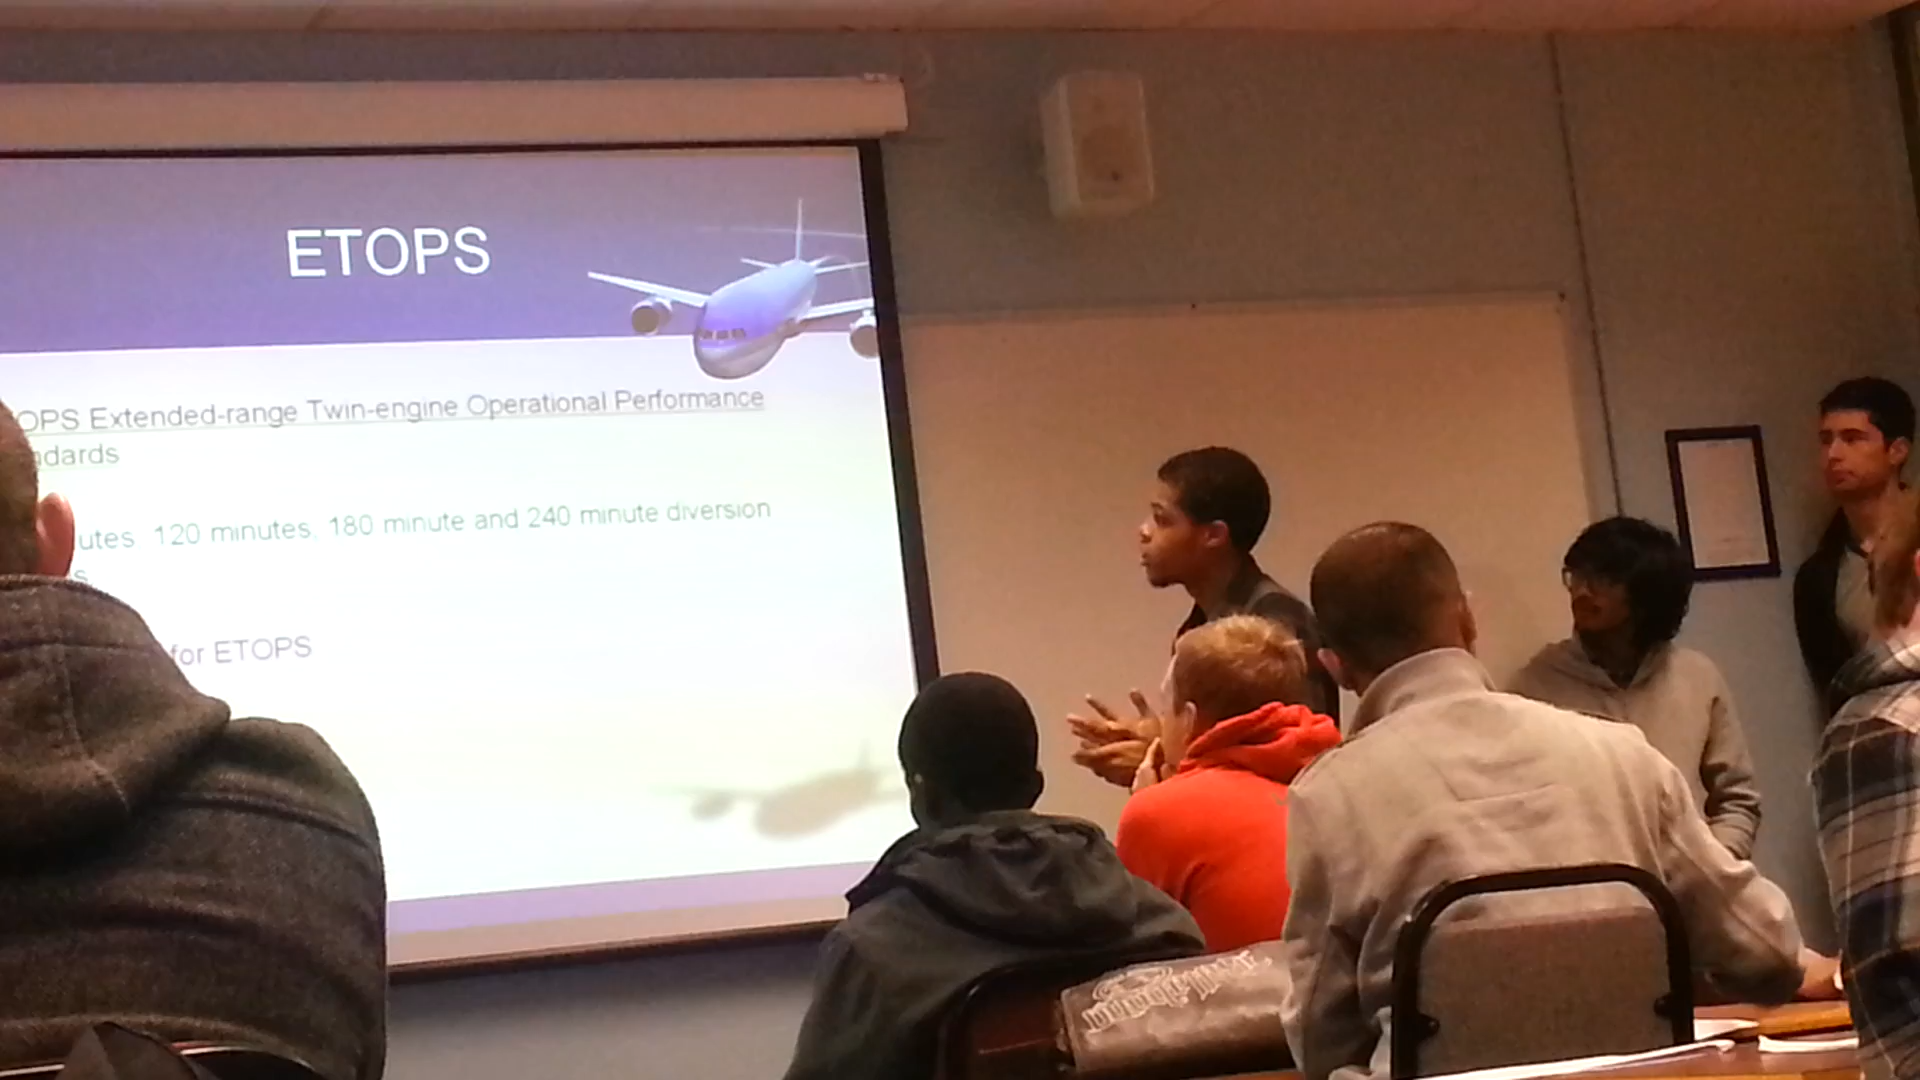 ETOPS
OPS Extended-range Twin-engine Operational Performance
ndards
utes, 120 minutes, 180 minute and 240 minute diversion
s
for ETOPS